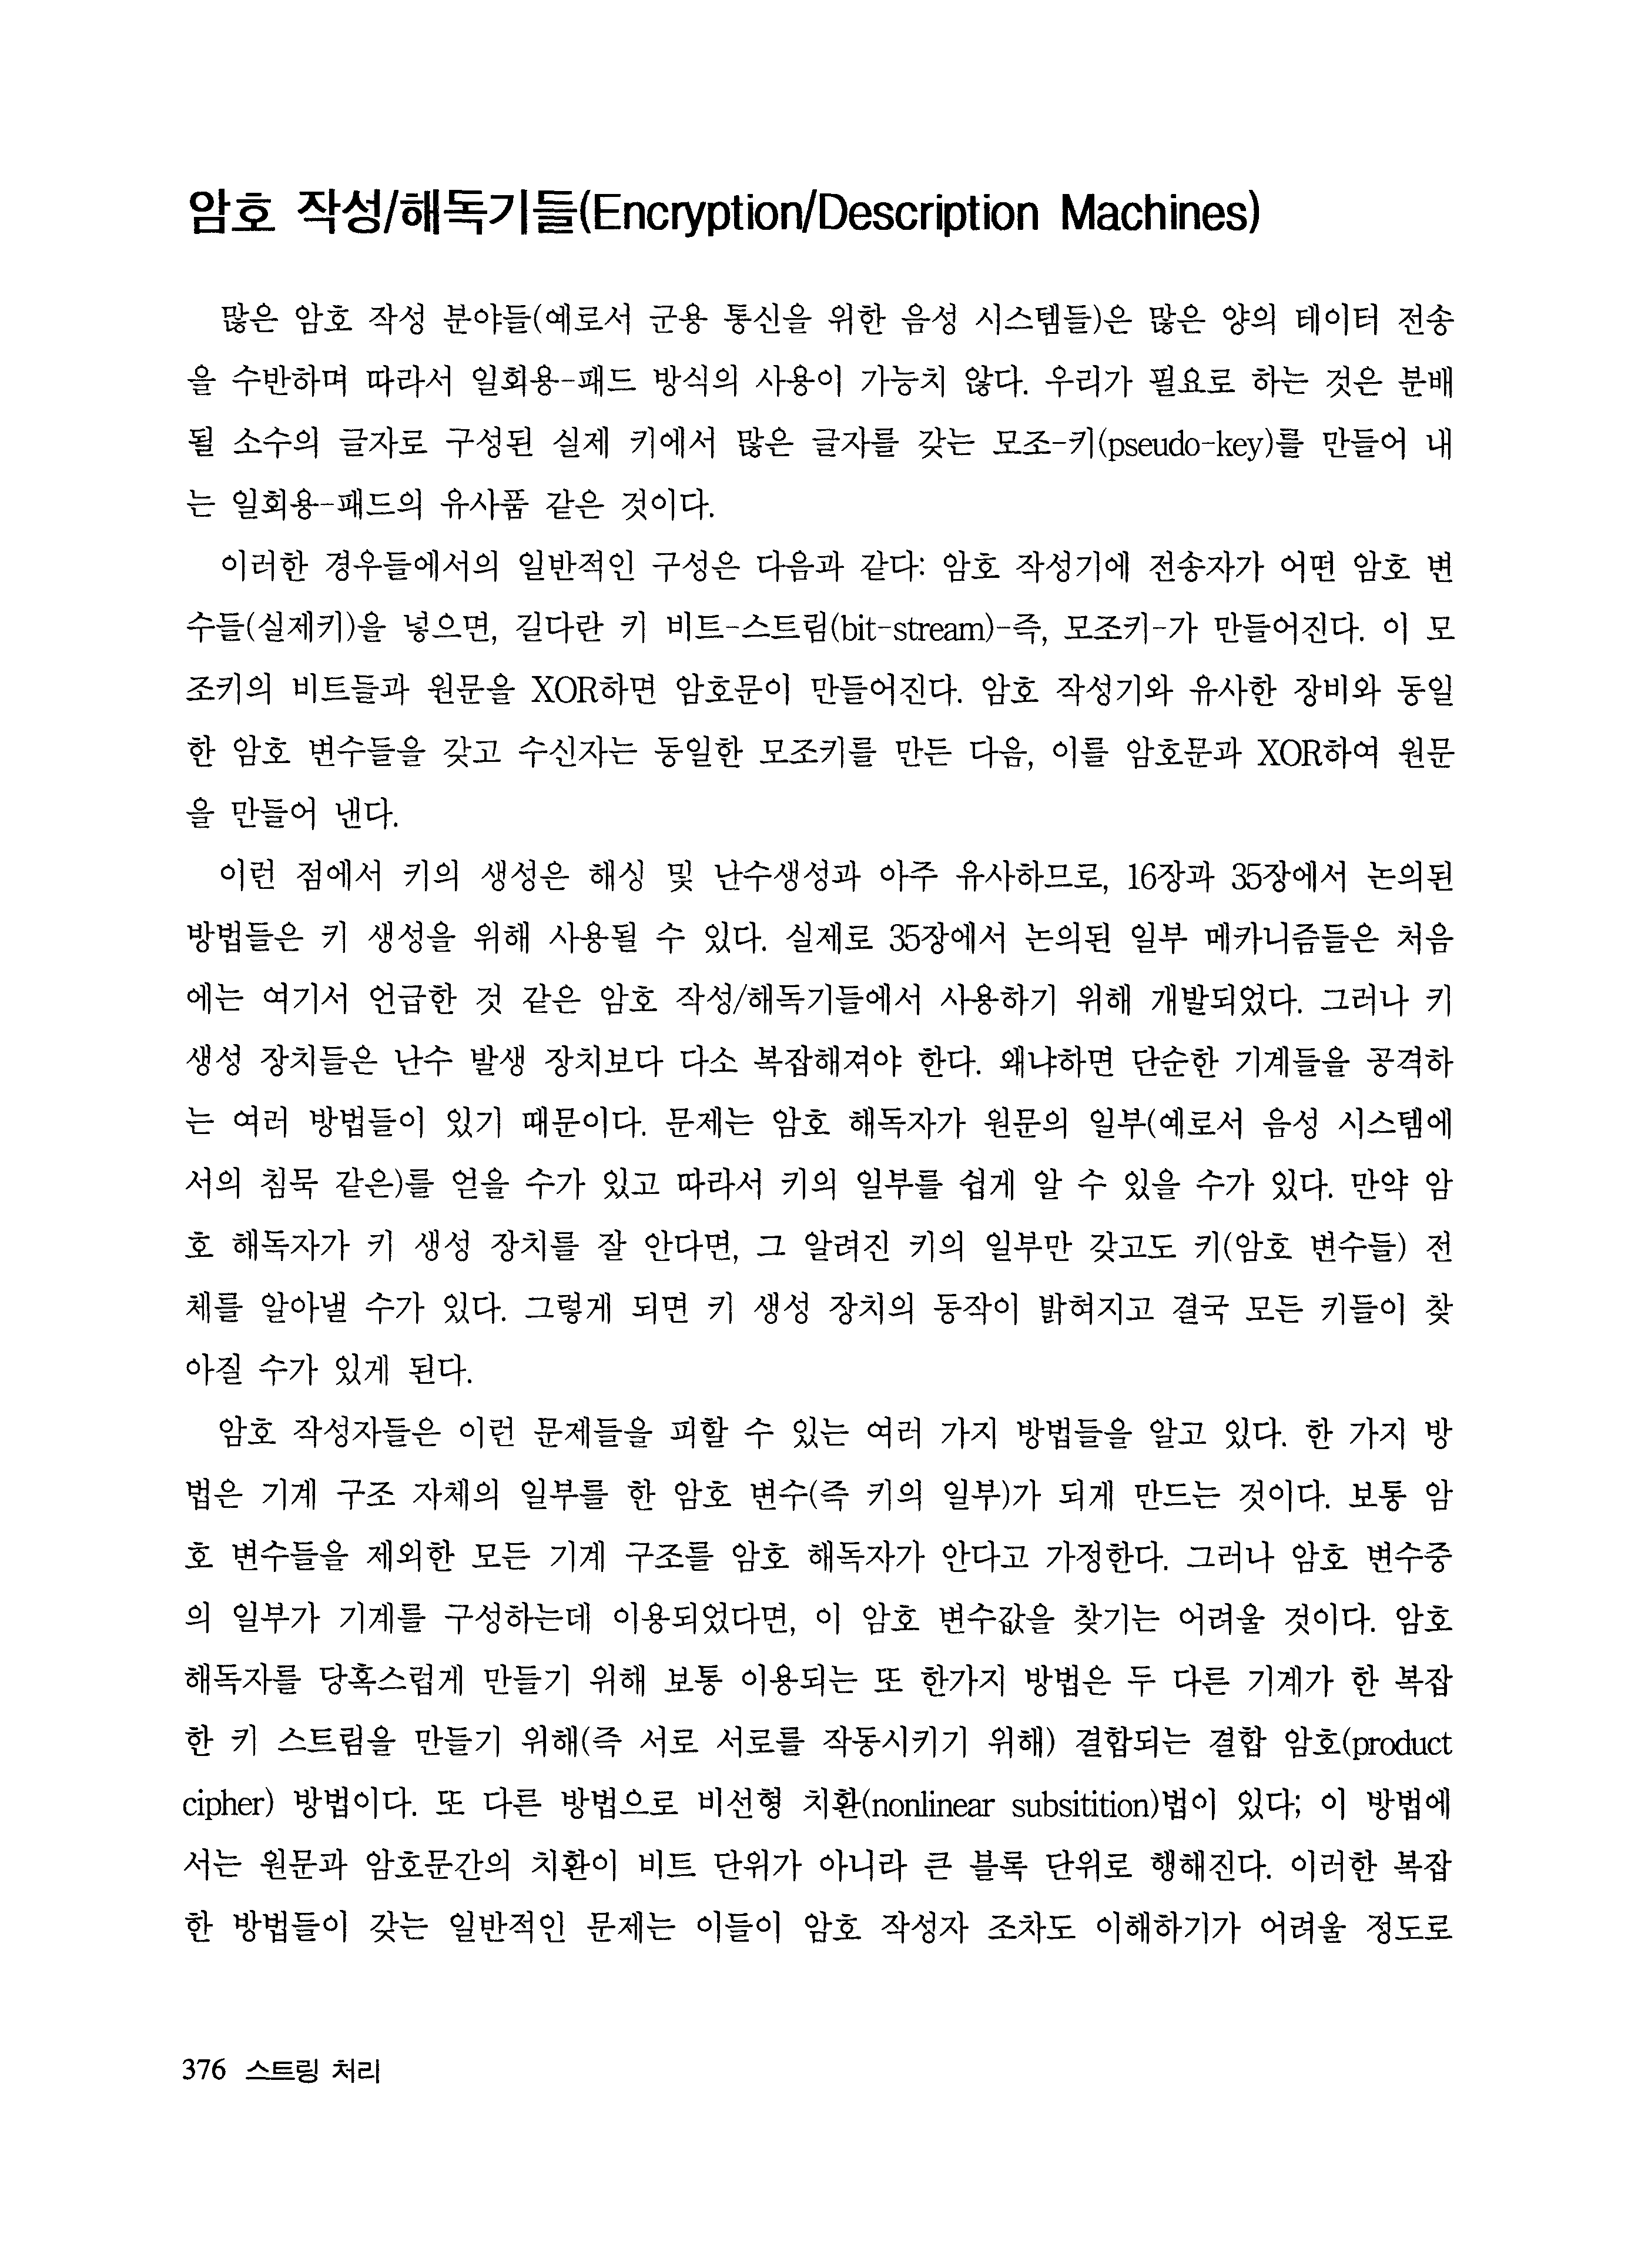 암호 작성/해독기들(Encryption/Description Machines)
많은 암호 작성 분야들(예로서 군용 통신을 위한 음성 시스템들)은 많은 양의 테이터 전송
을 수반하며 따라서 일회용-패드 방식의 사용이 가능치 않다. 우리가 필요로 하는 것은 분배
될 소수의 글자로 구성된 실제 키에서 많은 글자를 갖는 모조-키(pseudo-key)를 만들어 내
는 일회용-패드의 유사품 같은 것이다.
이러한 경우들에서의 일반적인 구성은 다음과 같다: 암호 작성기에 전송자가 어떤 암호 변
수들(실제키)을 넣으면, 길다란 키 비트-스트림(bit-stream)-즉, 모조키-가 만들어진다. 이 모
조키의 비트들과 원문을 XOR하면 암호문이 만들어진다. 암호 작성기와 유사한 장비와 동일
한 암호 변수들을 갖고 수신자는 동일한 모조키를 만든 다음, 이를 암호문과 XOR하여 원문
을 만들어 낸다.
이런 점에서 키의 생성은 해싱 및 난수생성과 아주 유사하므로, 16장과 35장에서 논의된
방법들은 키 생성을 위해 사용될 수 있다. 실제로 35장에서 논의된 일부 메카니즘들은 처음
에는 여기서 언급한 것 같은 암호 작성/해독기들에서 사용하기 위해 개발되었다. 그러나 키
생성 장치들은 난수 발생 장치보다 다소 복잡해져야 한다. 왜냐하면 단순한 기계들을 공격하
는 여러 방법들이 있기 때문이다. 문제는 암호 해독자가 원문의 일부(예로서 음성 시스템에
서의 침묵 같은)를 얻을 수가 있고 따라서 키의 일부를 쉽게 알 수 있을 수가 있다. 만약 암
호 해독자가 키 생성 장치를 잘 안다면, 그 알려진 키의 일부만 갖고도 키(암호 변수들) 전
체를 알아낼 수가 있다. 그렇게 되면 키 생성 장치의 동작이 밝혀지고 결국 모든 키들이 찾
아질 수가 있게 된다.
암호 작성자들은 이런 문제들을 피할 수 있는 여러 가지 방법들을 알고 있다. 한 가지 방
법은 기계 구조 자체의 일부를 한 암호 변수(즉 키의 일부)가 되게 만드는 것이다. 보통 암
호 변수들을 제외한 모든 기계 구조를 암호 해독자가 안다고 가정한다. 그러나 암호 변수중
의 일부가 기계를 구성하는데 이용되었다면, 이 암호 변수값을 찾기는 어려울 것이다. 암호
해독자를 당혹스럽게 만들기 위해 보통 이용되는 또 한가지 방법은 두 다른 기계가 한 복잡
한 키 스트림을 만들기 위해(즉 서로 서로를 작동시키기 위해) 결합되는 결합 암호(product
cipher) 방법이다. 또 다른 방법으로 비선형 치환(nonlinear subsitition)법이 있다; 이 방법에
서는 원문과 암호문간의 치환이 비트 단위가 아니라 큰 블록 단위로 행해진다. 이러한 복잡
한 방법들이 갖는 일반적인 문제는 이들이 암호 작성자 조차도 이해하기가 어려울 정도로
376 스트링 처리